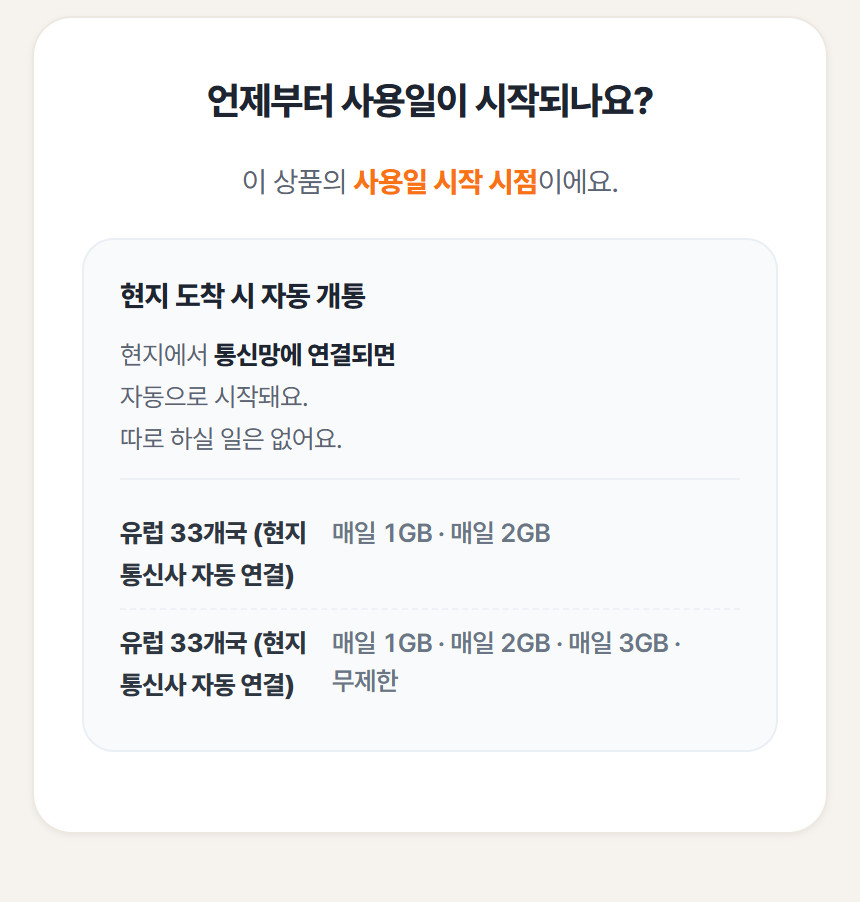 언제부터 사용일이 시작되나요?
이 상품의 사용일 시작 시점이에요.
현지 도착 시 자동 개통
현지에서 통신망에 연결되면
자동으로 시작돼요.
따로 하실 일은 없어요.
유럽 33개국 (현지
통신사 자동 연결)
매일 1GB · 매일 2GB
유럽 33개국 (현지
통신사 자동 연결)
매일 1GB · 매일 2GB · 매일 3GB ·
무제한